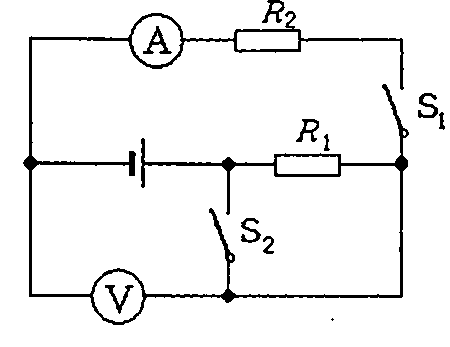 R₂
A
S₁
R₁
S₂
V